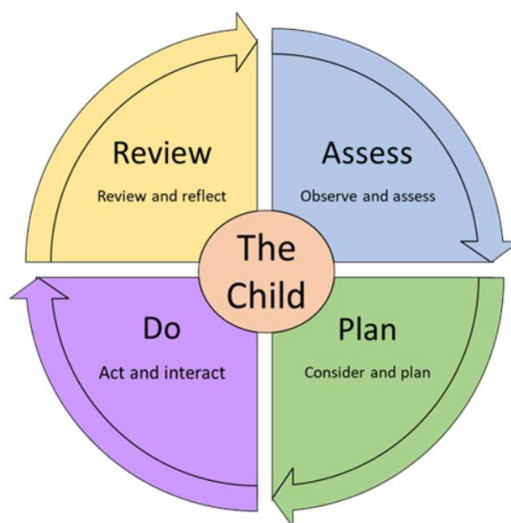 Review
Review and reflect
Assess
Observe and assess
The
Child
Do
Act and interact
Plan
Consider and plan